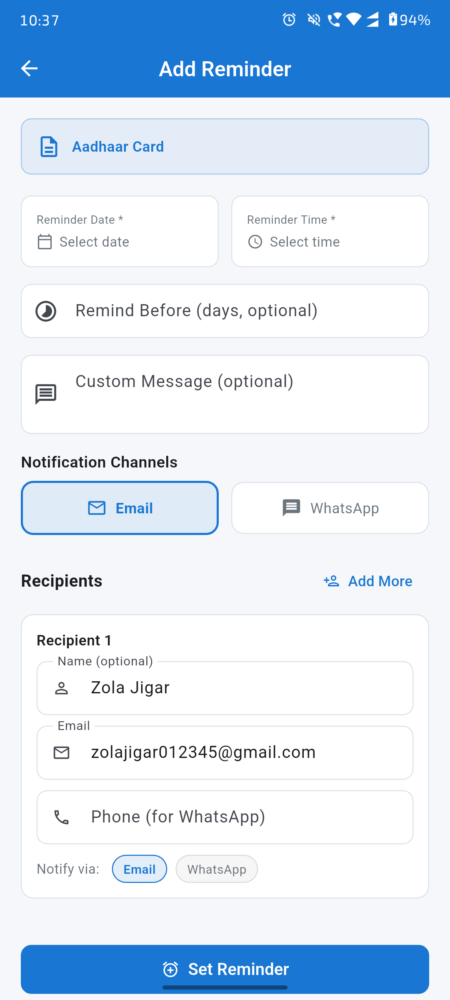 10:37
94%
Add Reminder
Aadhaar Card
Reminder Date *
Select date
Reminder Time *
Select time
Remind Before (days, optional)
Custom Message (optional)
Notification Channels
Email
WhatsApp
Recipients
Add More
Recipient 1
Name (optional)
Zola Jigar
Email
zolajigar012345@gmail.com
Phone (for WhatsApp)
Notify via: Email WhatsApp
Set Reminder